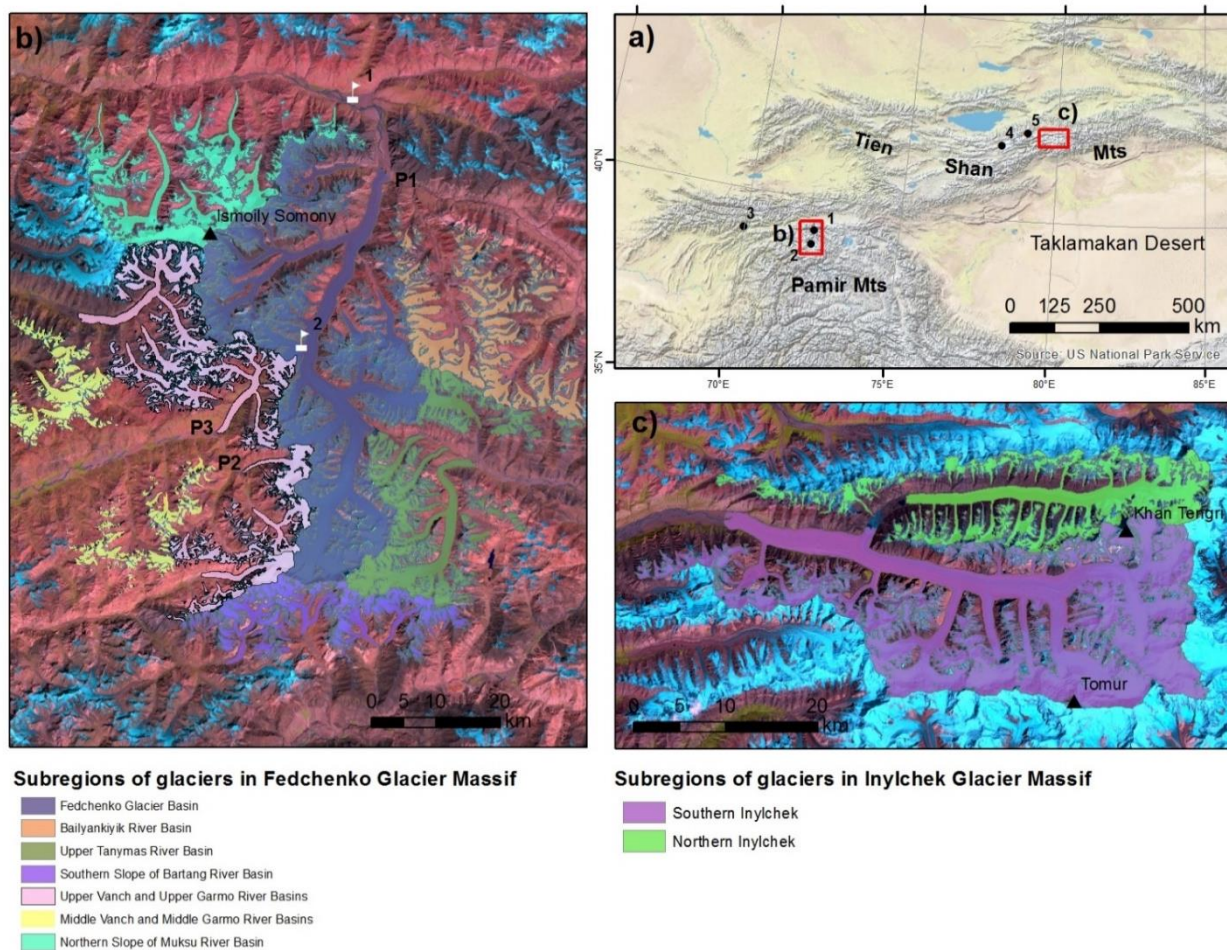 b)
1
P1
Ismoily Somony
2
P3
P2
0 5 10 20
km
Subregions of glaciers in Fedchenko Glacier Massif
Fedchenko Glacier Basin
Bailyankiyik River Basin
Upper Tanymas River Basin
Southern Slope of Bartang River Basin
Upper Vanch and Upper Garmo River Basins
Middle Vanch and Middle Garmo River Basins
Northern Slope of Muksu River Basin
a)
c)
5
4
Tien
Shan
Mts
40°N
3
1
b)
2
Taklamakan Desert
Pamir Mts
0 125 250 500
km
Source: US National Park Service
35°N
70°E 75°E 80°E 85°E
c)
Khan Tengri
Tomur
0 5 10 20
km
Subregions of glaciers in Inylchek Glacier Massif
Southern Inylchek
Northern Inylchek